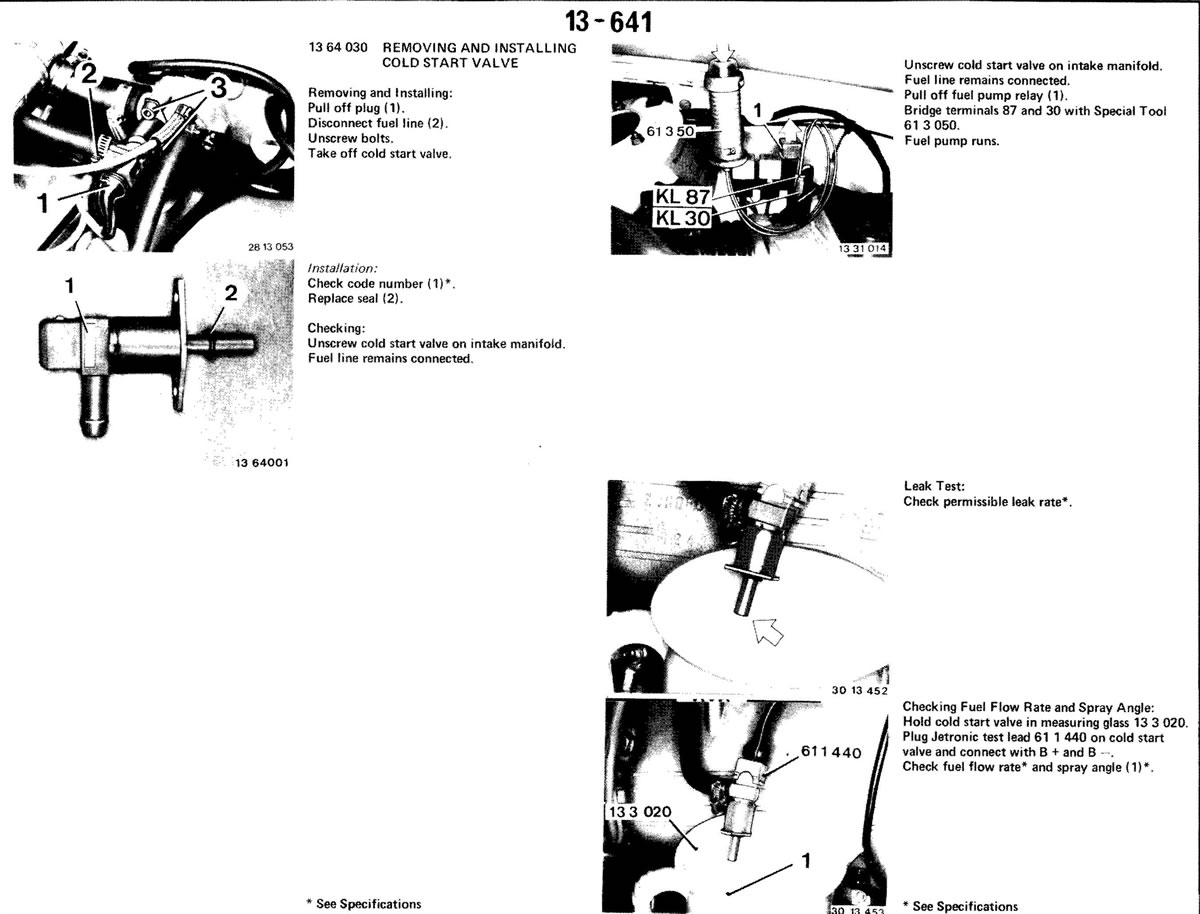 13-641
13 64 030 REMOVING AND INSTALLING
COLD START VALVE
Removing and Installing:
Pull off plug (1).
Disconnect fuel line (2).
Unscrew bolts.
Take off cold start valve.
2
3
1
28 13 053
Installation:
Check code number (1)*.
Replace seal (2).
Checking:
Unscrew cold start valve on intake manifold.
Fuel line remains connected.
1
2
13 64001
* See Specifications
Unscrew cold start valve on intake manifold.
Fuel line remains connected.
Pull off fuel pump relay (1).
Bridge terminals 87 and 30 with Special Tool
61 3 050.
Fuel pump runs.
61 3 50
1
KL 87
KL 30
13 31 014
Leak Test:
Check permissible leak rate*.
30 13 452
Checking Fuel Flow Rate and Spray Angle:
Hold cold start valve in measuring glass 13 3 020.
Plug Jetronic test lead 61 1 440 on cold start
valve and connect with B + and B –.
Check fuel flow rate* and spray angle (1)*.
611 440
13 3 020
1
30 13 453
* See Specifications